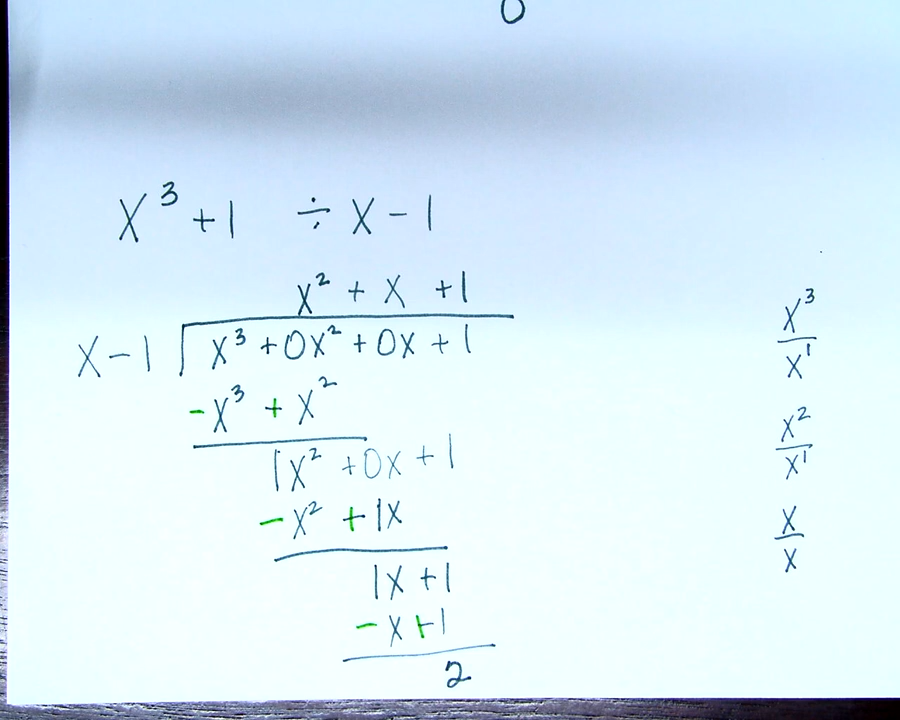 0
x³ + 1 ÷ x - 1
x² + x + 1
x - 1 x³ + 0x² + 0x + 1
-x³ + x²
1x² + 0x + 1
-x² + 1x
1x + 1
-x + 1
2
x³
x¹
x²
x¹
x
x